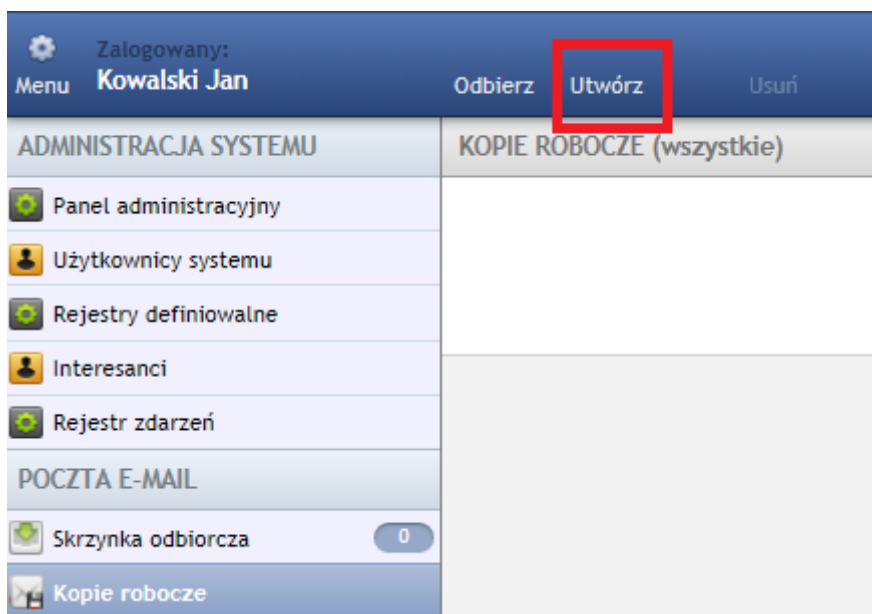 Zalogowany:
Menu Kowalski Jan Odbierz Utwórz Usuń
ADMINISTRACJA SYSTEMU
KOPIE ROBOCZE (wszystkie)
Panel administracyjny
Użytkownicy systemu
Rejestry definiowalne
Interesanci
Rejestr zdarzeń
POCZTA E-MAIL
Skrzynka odbiorcza 0
Kopie robocze